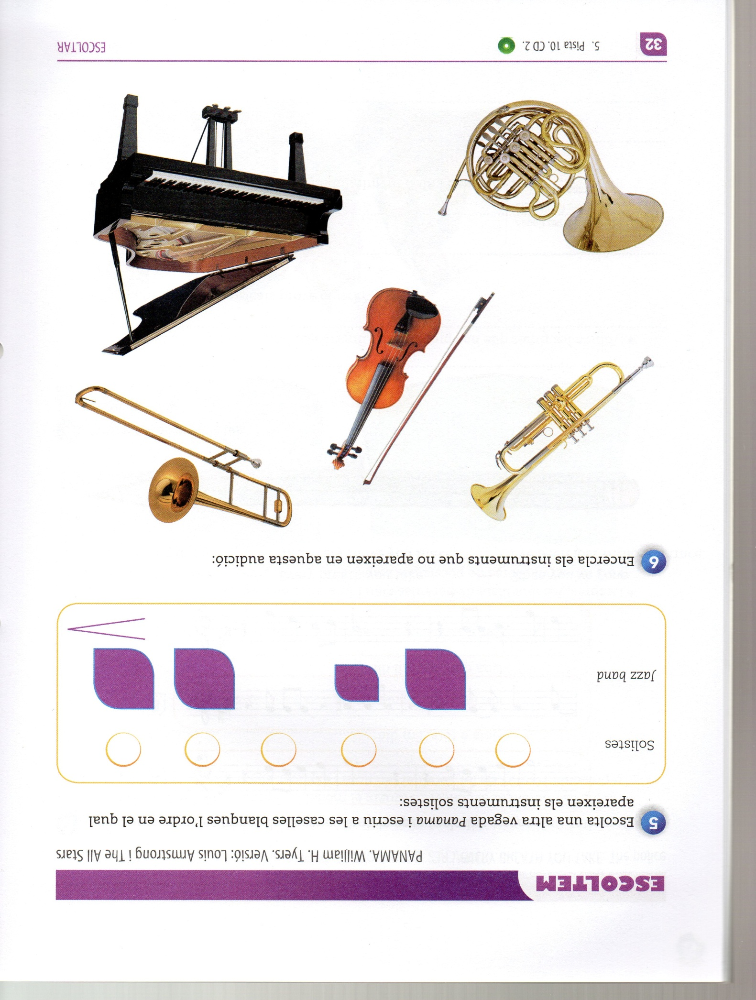 ESCOLTEM
PANAMA. William H. Tyers. Versió: Louis Armstrong i The All Stars
5 Escolta una altra vegada Panama i escriu a les caselles blanques l'ordre en el qual
apareixen els instruments solistes:
Solistes
Jazz band
6 Encercla els instruments que no apareixen en aquesta audició:
32
5. Pista 10. CD 2.
ESCOLTAR